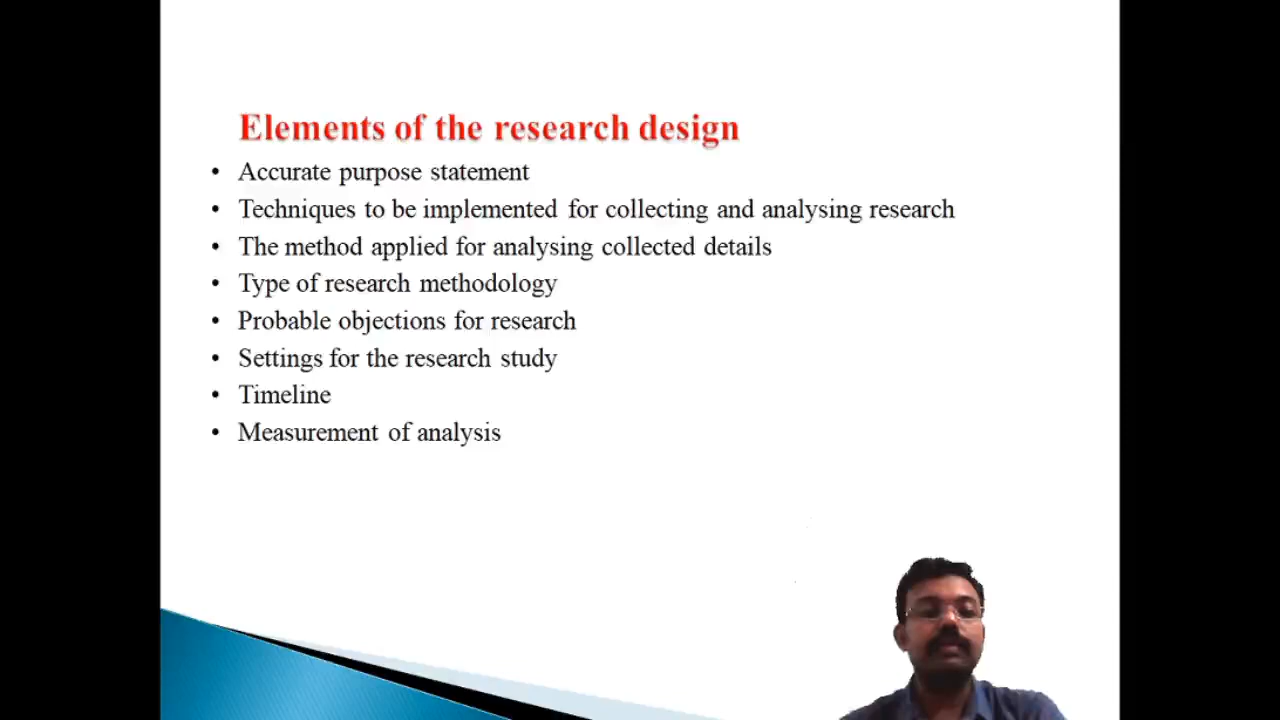 Elements of the research design
• Accurate purpose statement
• Techniques to be implemented for collecting and analysing research
• The method applied for analysing collected details
• Type of research methodology
• Probable objections for research
• Settings for the research study
• Timeline
• Measurement of analysis